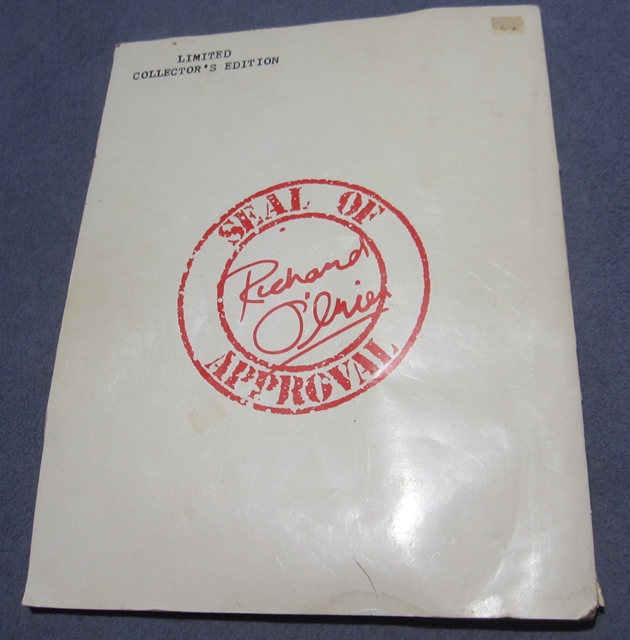 LIMITED
COLLECTOR'S EDITION
SEAL OF
Richard
O'Brien
APPROVAL